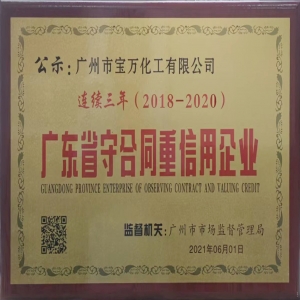 公示:广州市宝万化工有限公司
连续三年(2018-2020)
广东省守合同重信用企业
GUANGDONG PROVINCE ENTERPRISE OF OBSERVING CONTRACT AND VALUING CREDIT
监督机关:广州市市场监督管理局
2021年06月01日